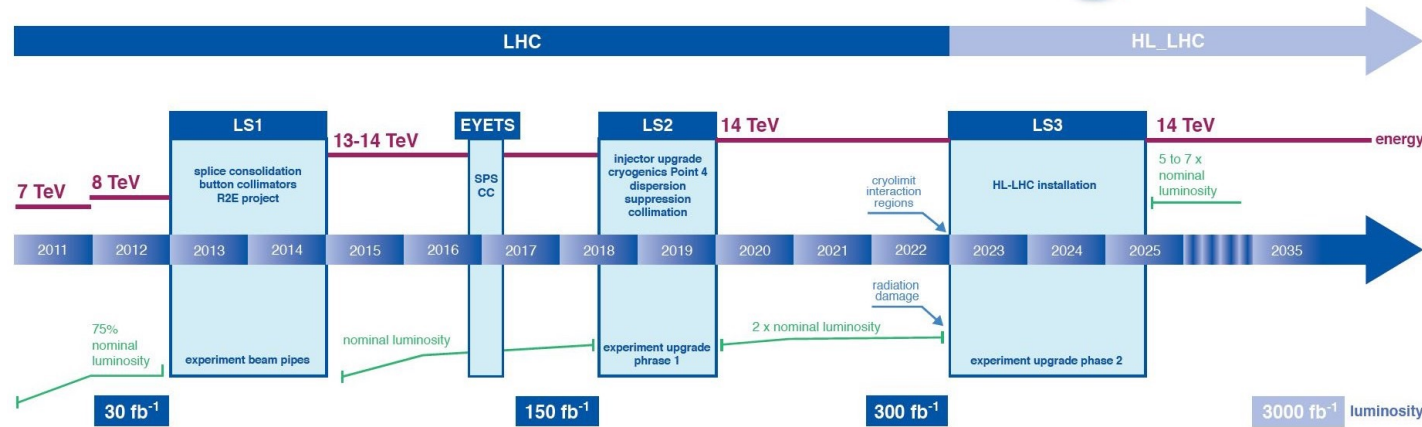 LHC
HL_LHC
LS1
EYETS
LS2
14 TeV
LS3
14 TeV
13-14 TeV
energy
7 TeV
8 TeV
splice consolidation
button collimators
R2E project
SPS
CC
injector upgrade
cryogenics Point 4
dispersion
suppression
collimation
cryolimit
interaction
regions
HL-LHC installation
5 to 7 x
nominal
luminosity
2011
2012
2013
2014
2015
2016
2017
2018
2019
2020
2021
2022
2023
2024
2025
2035
75%
nominal
luminosity
experiment beam pipes
nominal luminosity
experiment upgrade
phrase 1
2 x nominal luminosity
radiation
damage
experiment upgrade phase 2
30 fb⁻¹
150 fb⁻¹
300 fb⁻¹
3000 fb⁻¹
luminosity